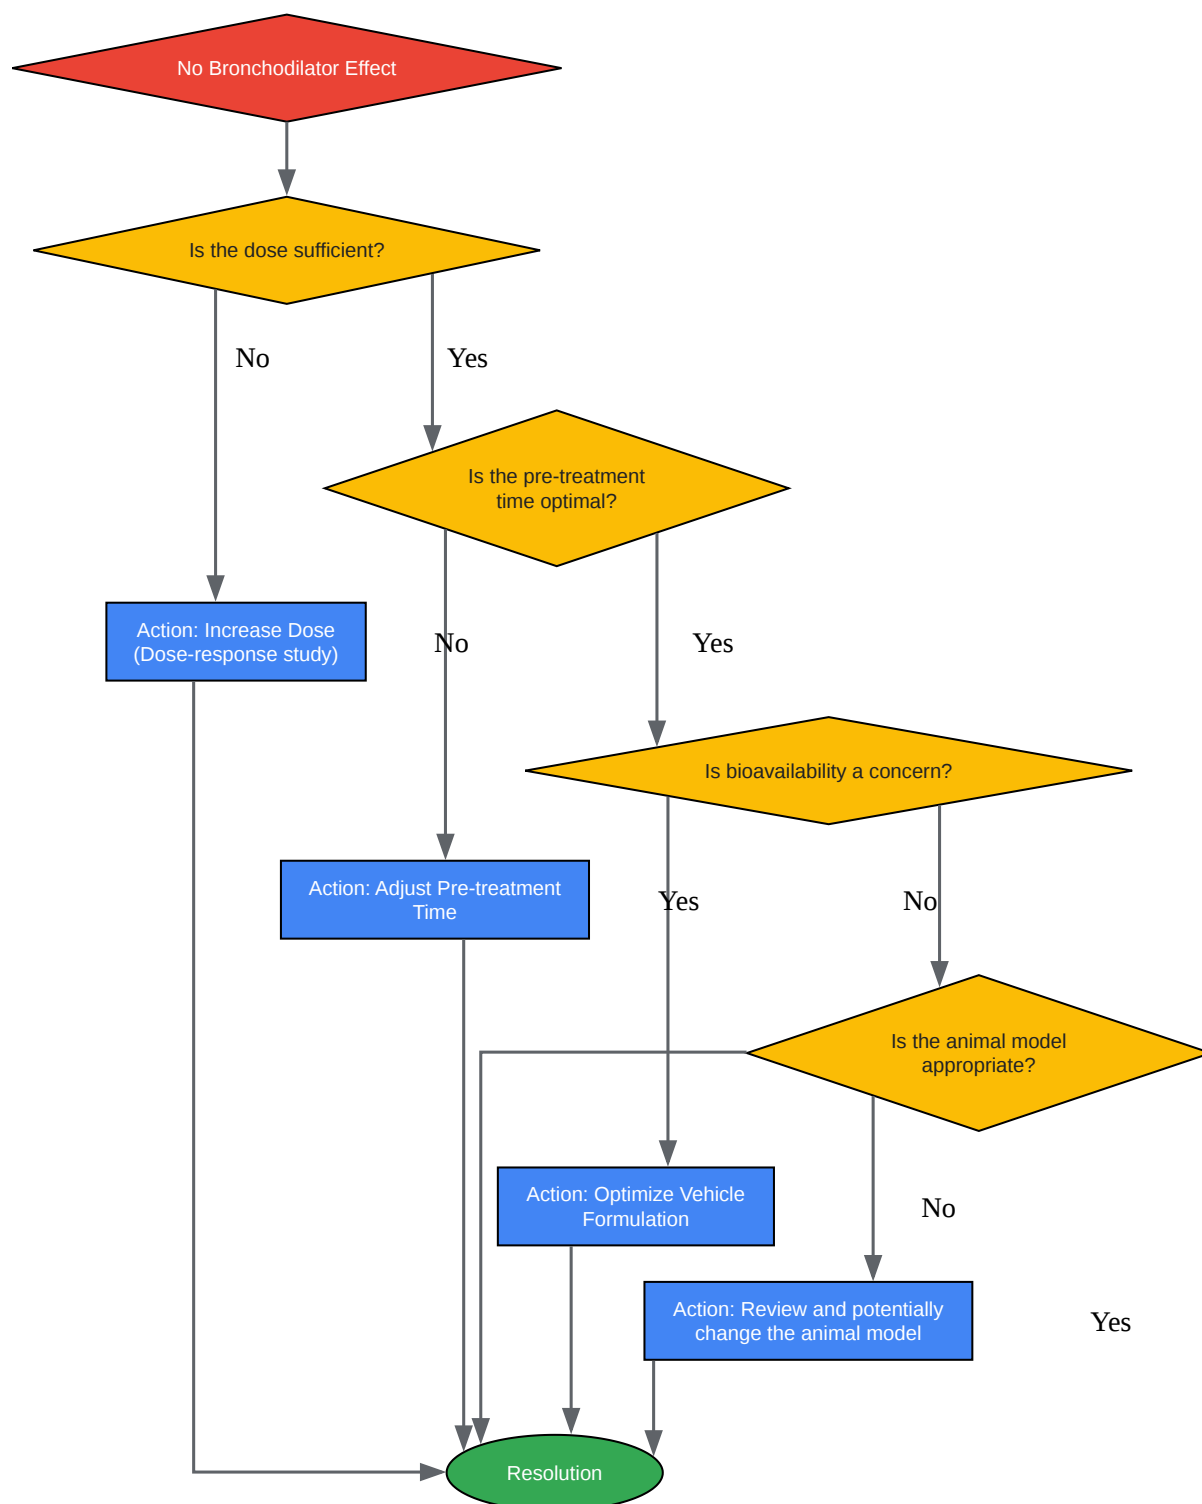 No Bronchodilator Effect
Is the dose sufficient?
No
Yes
Is the pre-treatment
time optimal?
Action: Increase Dose
(Dose-response study)
No
Yes
Is bioavailability a concern?
Action: Adjust Pre-treatment
Time
Yes
No
Is the animal model
appropriate?
Action: Optimize Vehicle
Formulation
No
Action: Review and potentially
change the animal model
Yes
Resolution